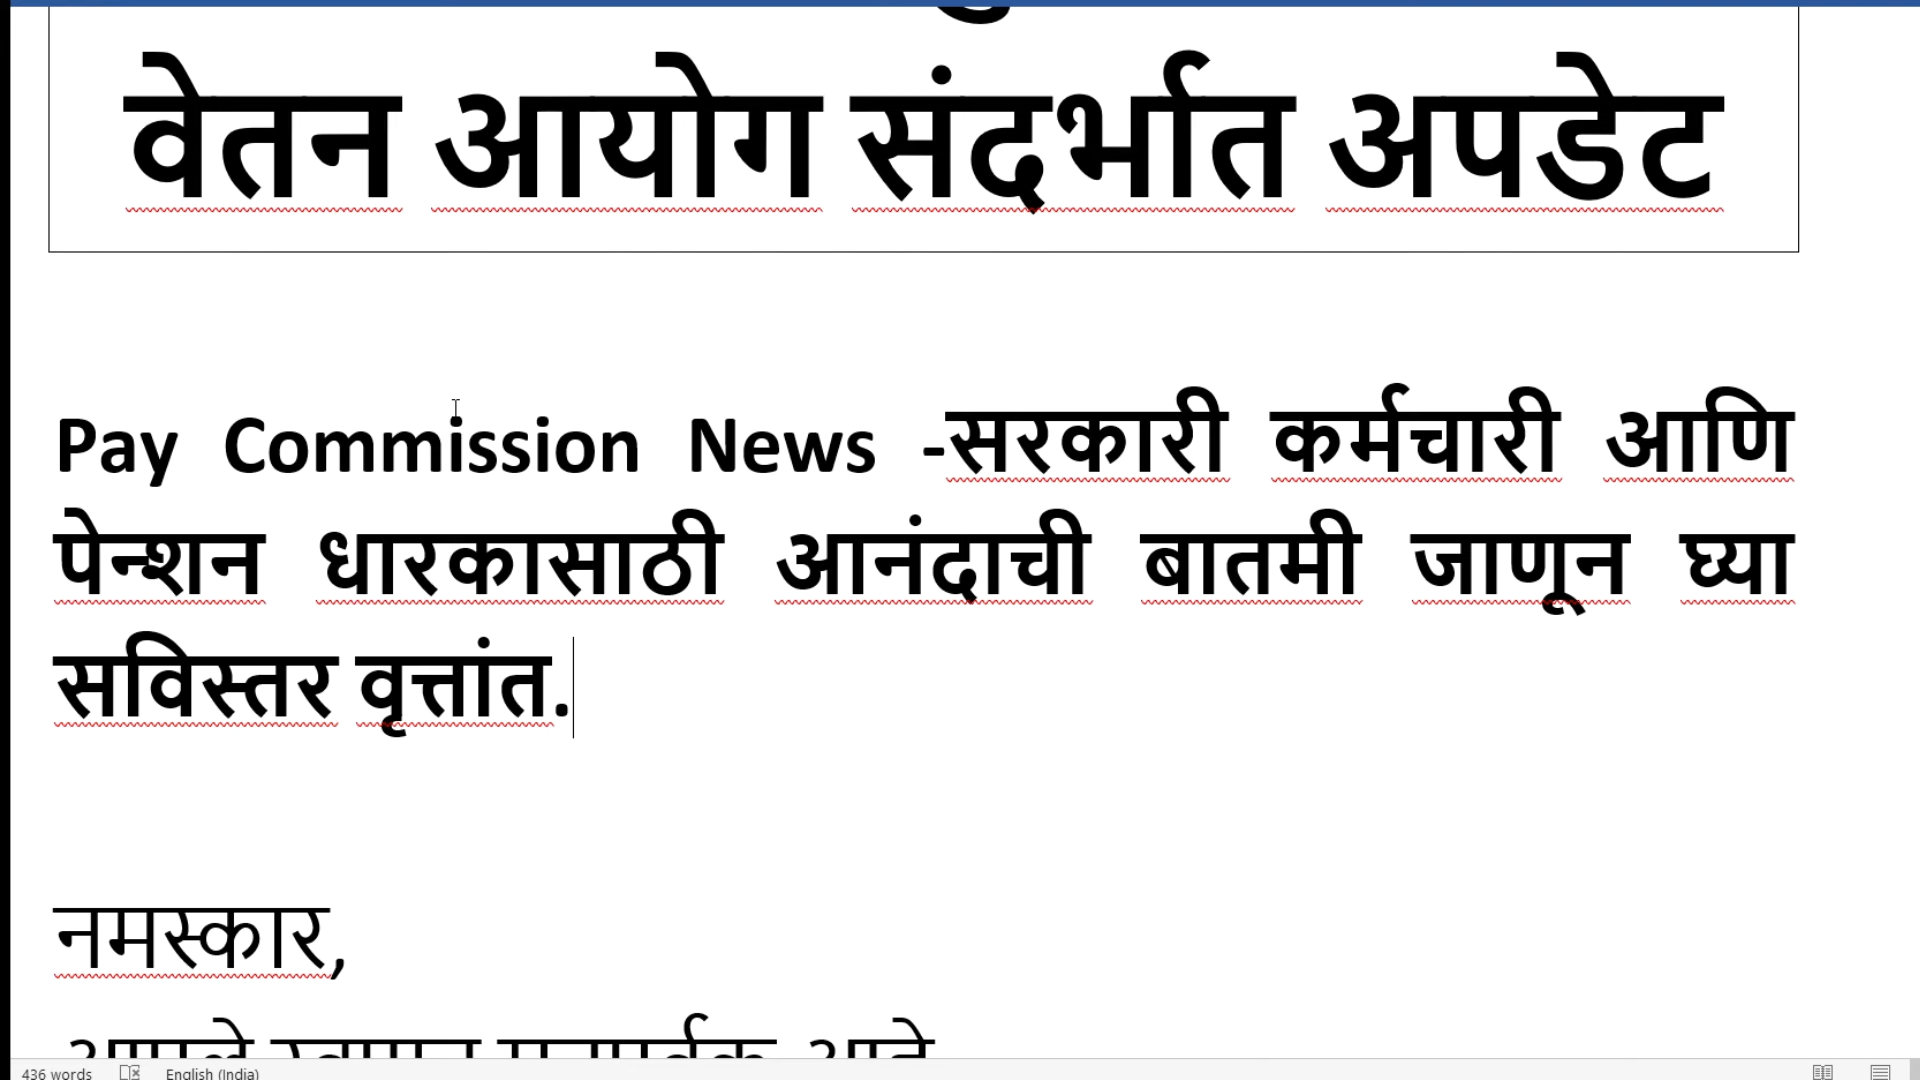 वेतन आयोग संदर्भात अपडेट
Pay Commission News -सरकारी कर्मचारी आणि
पेन्शन धारकासाठी आनंदाची बातमी जाणून घ्या
सविस्तर वृत्तांत.
नमस्कार,
436 words English (India)